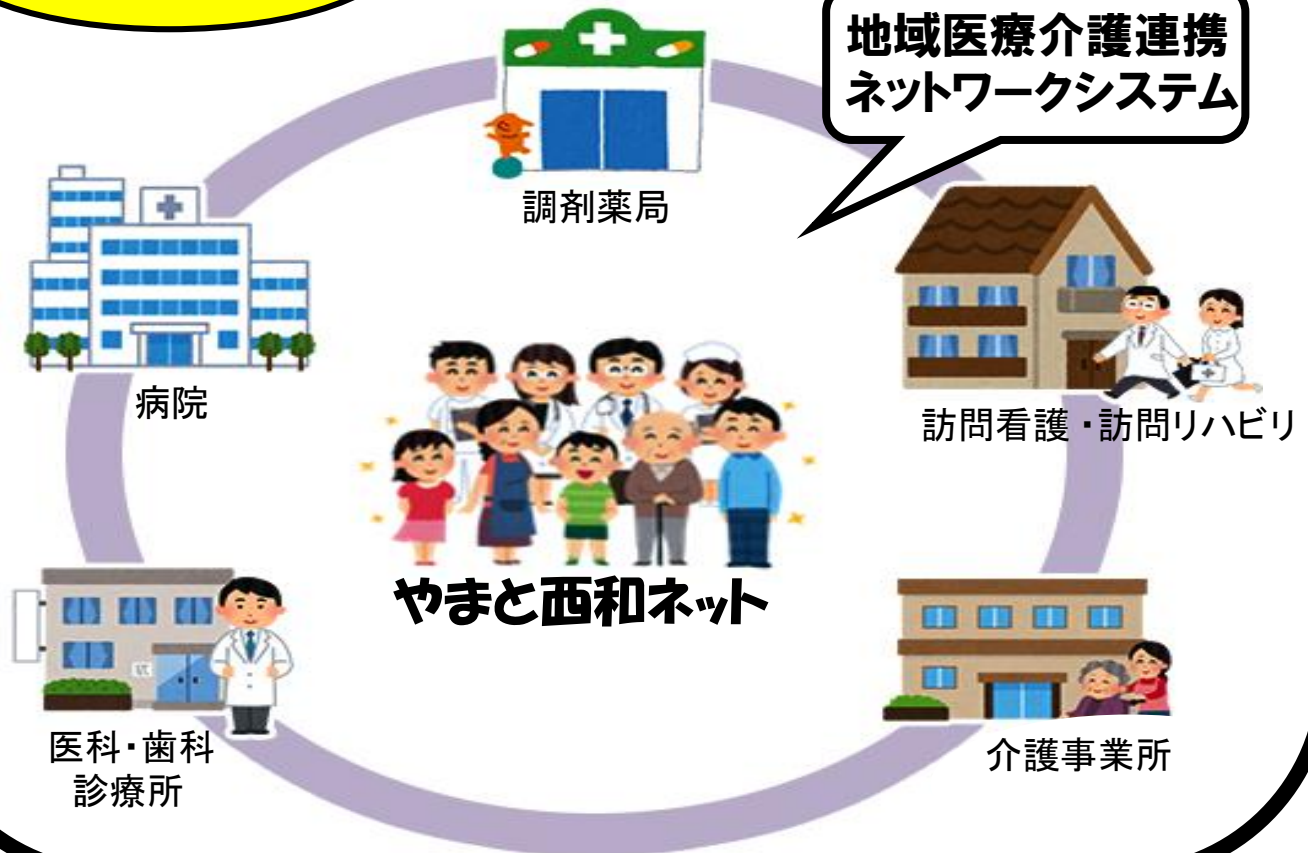 地域医療介護連携
ネットワークシステム
調剤薬局
病院
訪問看護・訪問リハビリ
やまと西和ネット
医科・歯科
診療所
介護事業所